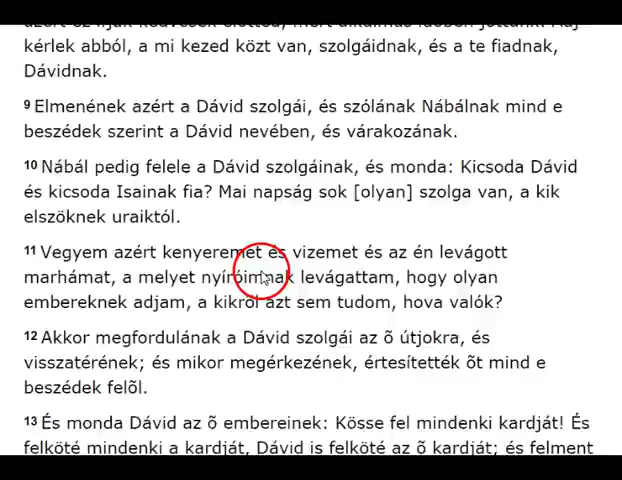 kérlek abból, a mi kezed közt van, szolgáidnak, és a te fiadnak,
Dávidnak.
9 Elmenének azért a Dávid szolgái, és szólának Nábálnak mind e
beszédek szerint a Dávid nevében, és várakozának.
10 Nábál pedig felele a Dávid szolgáinak, és monda: Kicsoda Dávid
és kicsoda Isainak fia? Mai napság sok [olyan] szolga van, a kik
elszöknek uraiktól.
11 Vegyem azért kenyeremet és vizemet és az én levágott
marhámat, a melyet nyíróimnak levágattam, hogy olyan
embereknek adjam, a kikről azt sem tudom, hova valók?
12 Akkor megfordulának a Dávid szolgái az õ útjokra, és
visszatérének; és mikor megérkezének, értesítették õt mind e
beszédek felõl.
13 És monda Dávid az õ embereinek: Kösse fel mindenki kardját! És
felköté mindenki a kardját, Dávid is felköté az õ kardját; és felment